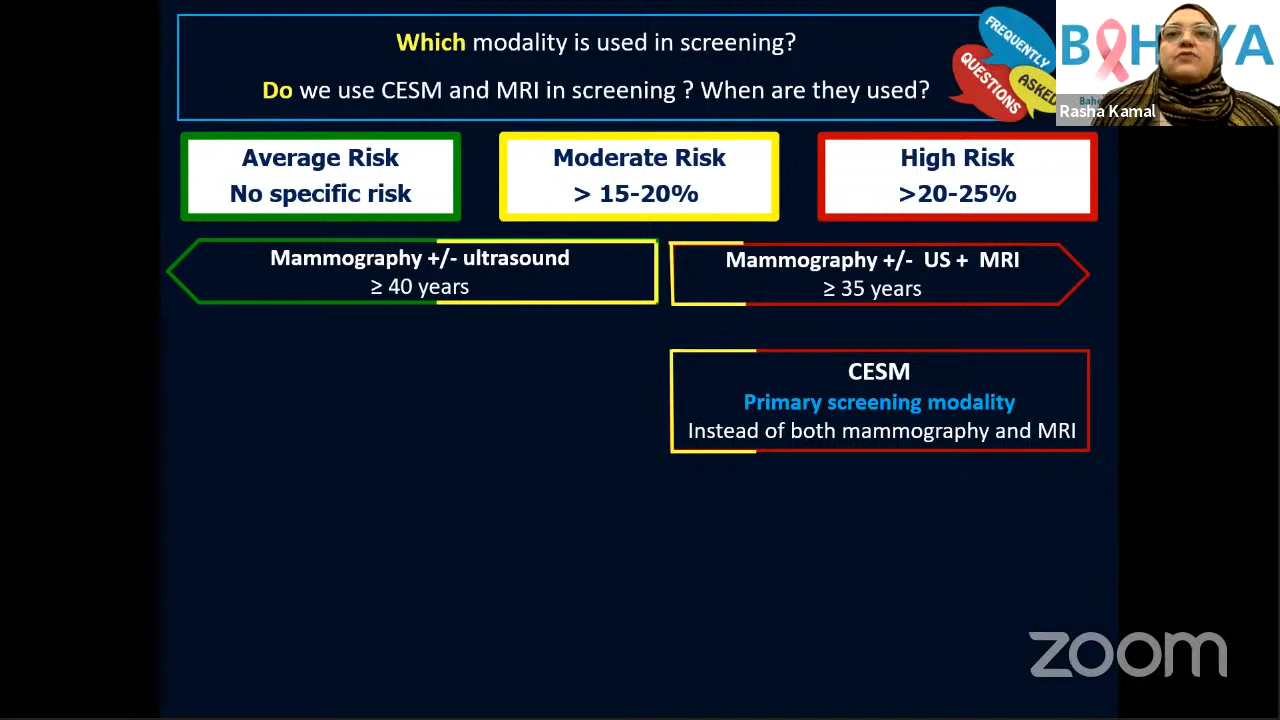 Which modality is used in screening?
Do we use CESM and MRI in screening ? When are they used?
FREQUENTLY
ASKED
QUESTIONS
BAHEYA
Rasha Kamal
Average Risk
No specific risk
Moderate Risk
> 15-20%
High Risk
>20-25%
Mammography +/- ultrasound
≥ 40 years
Mammography +/- US + MRI
≥ 35 years
CESM
Primary screening modality
Instead of both mammography and MRI
zoom